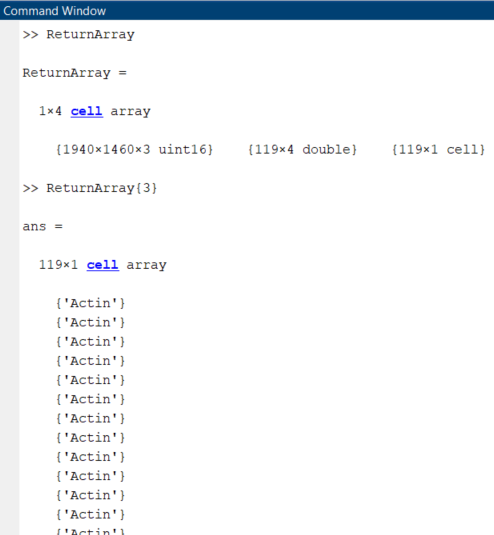 Command Window
>> ReturnArray
ReturnArray =
1×4 cell array
{1940×1460×3 uint16} {119×4 double} {119×1 cell}
>> ReturnArray{3}
ans =
119×1 cell array
{'Actin'}
{'Actin'}
{'Actin'}
{'Actin'}
{'Actin'}
{'Actin'}
{'Actin'}
{'Actin'}
{'Actin'}
{'Actin'}
{'Actin'}
{'Actin'}
{'Actin'}